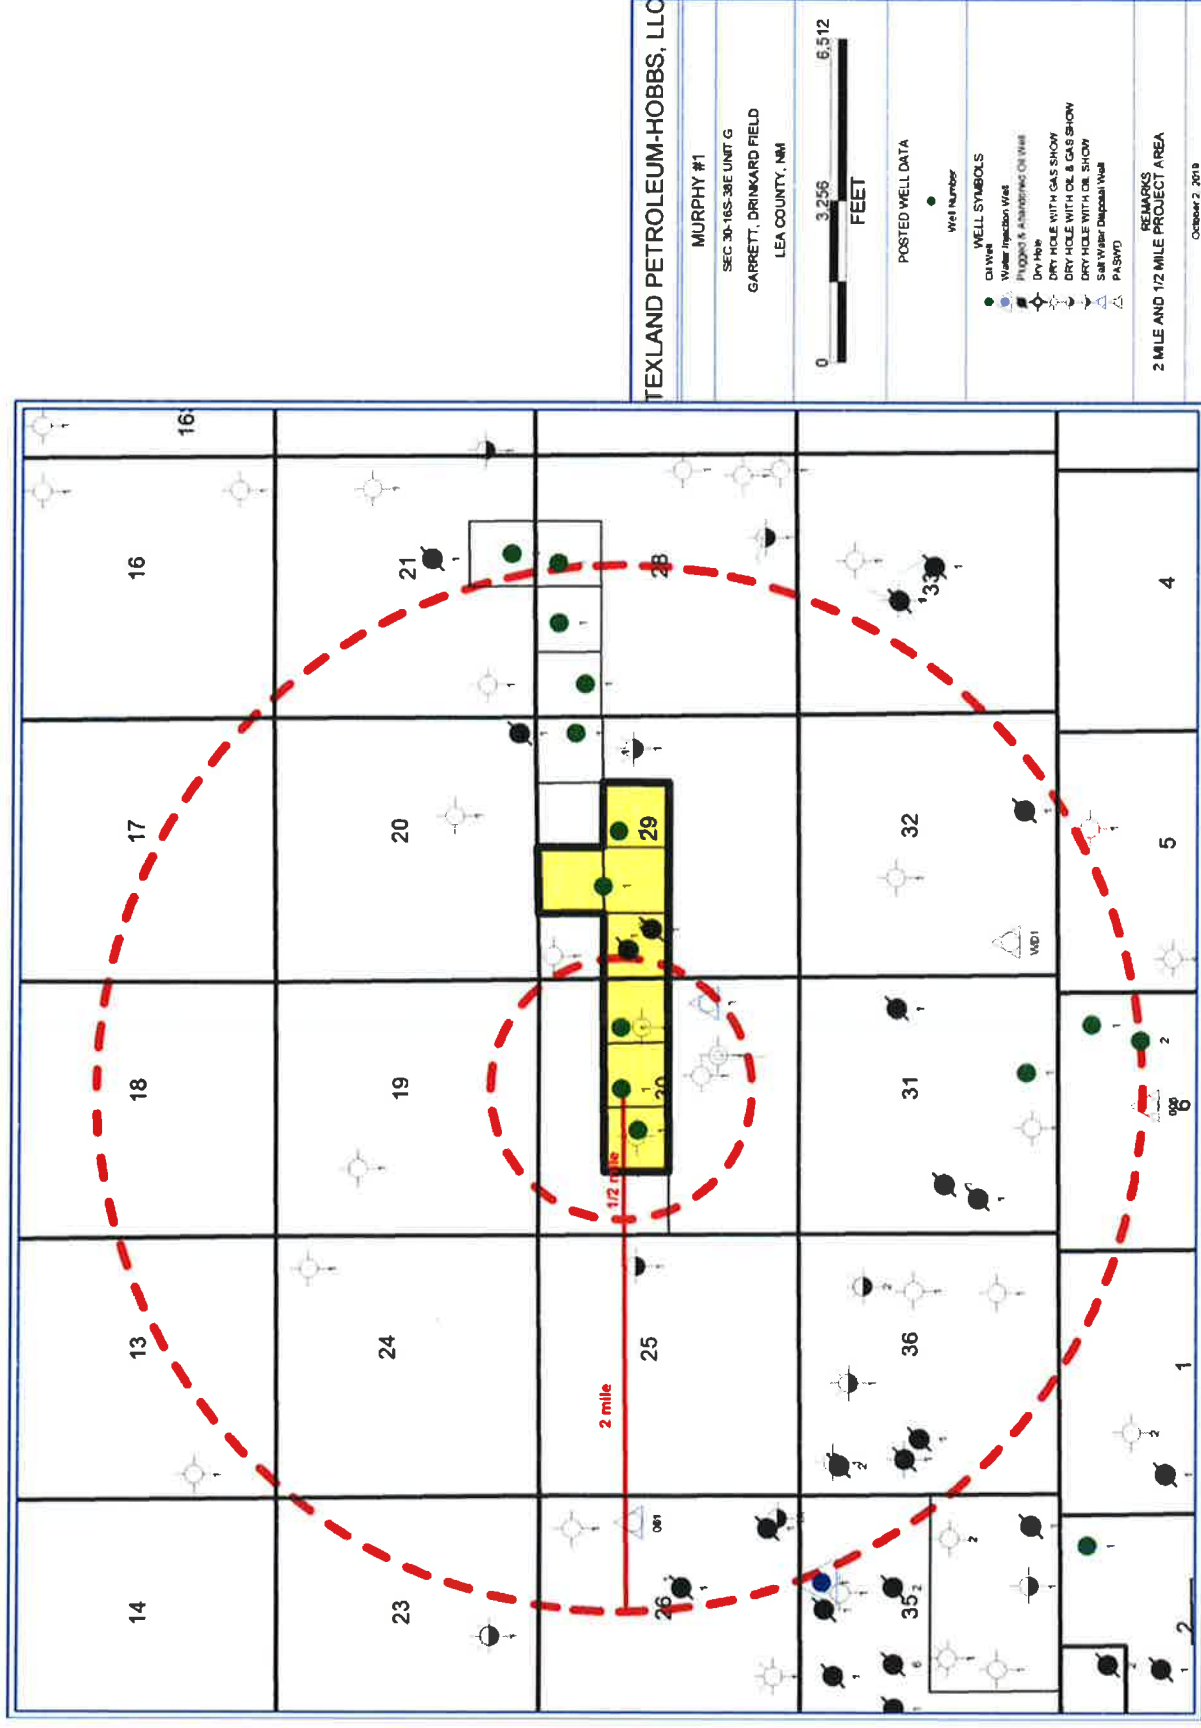 TEXLAND PETROLEUM-HOBBS, LLC
MURPHY #1
SEC 30-16S-38E UNIT G
GARRETT, DRINKARD FIELD
LEA COUNTY, NM
0 3,256 6,512
FEET
POSTED WELL DATA
Well Number
WELL SYMBOLS
Oil Well
Water Injection Well
Plugged & Abandoned Oil Well
Dry Hole
DRY HOLE WITH GAS SHOW
DRY HOLE WITH OIL & GAS SHOW
DRY HOLE WITH OIL SHOW
Salt Water Disposal Well
PASWD
REMARKS
2 MILE AND 1/2 MILE PROJECT AREA
October 2, 2019
14 13 18 17 16 16
23 24 19 20 21
26 25 30 29 28
35 36 31 32 33
2 1 6 5 4
1/2 mile
2 mile
WD1